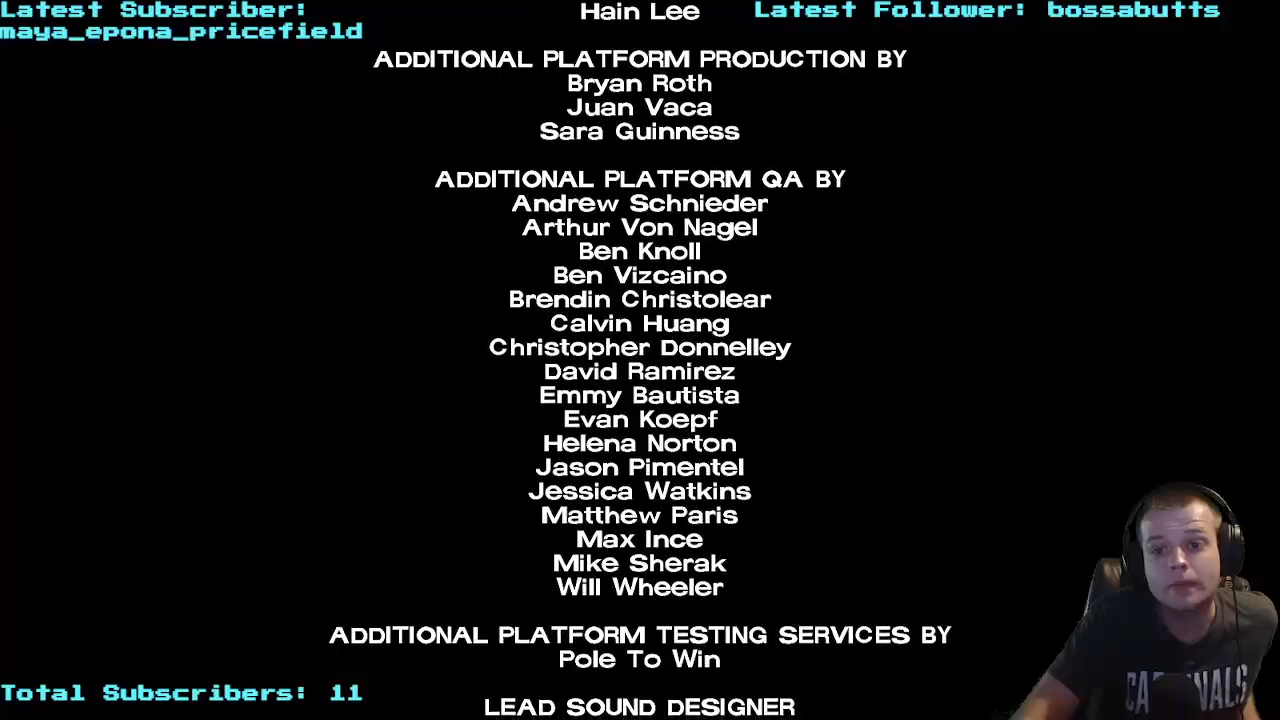 Latest Subscriber:
maya_epona_pricefield
Hain Lee
Latest Follower: bossabutts
ADDITIONAL PLATFORM PRODUCTION BY
Bryan Roth
Juan Vaca
Sara Guinness
ADDITIONAL PLATFORM QA BY
Andrew Schnieder
Arthur Von Nagel
Ben Knoll
Ben Vizcaino
Brendin Christolear
Calvin Huang
Christopher Donnelley
David Ramirez
Emmy Bautista
Evan Koepf
Helena Norton
Jason Pimentel
Jessica Watkins
Matthew Paris
Max Ince
Mike Sherak
Will Wheeler
ADDITIONAL PLATFORM TESTING SERVICES BY
Pole To Win
LEAD SOUND DESIGNER
Total Subscribers: 11